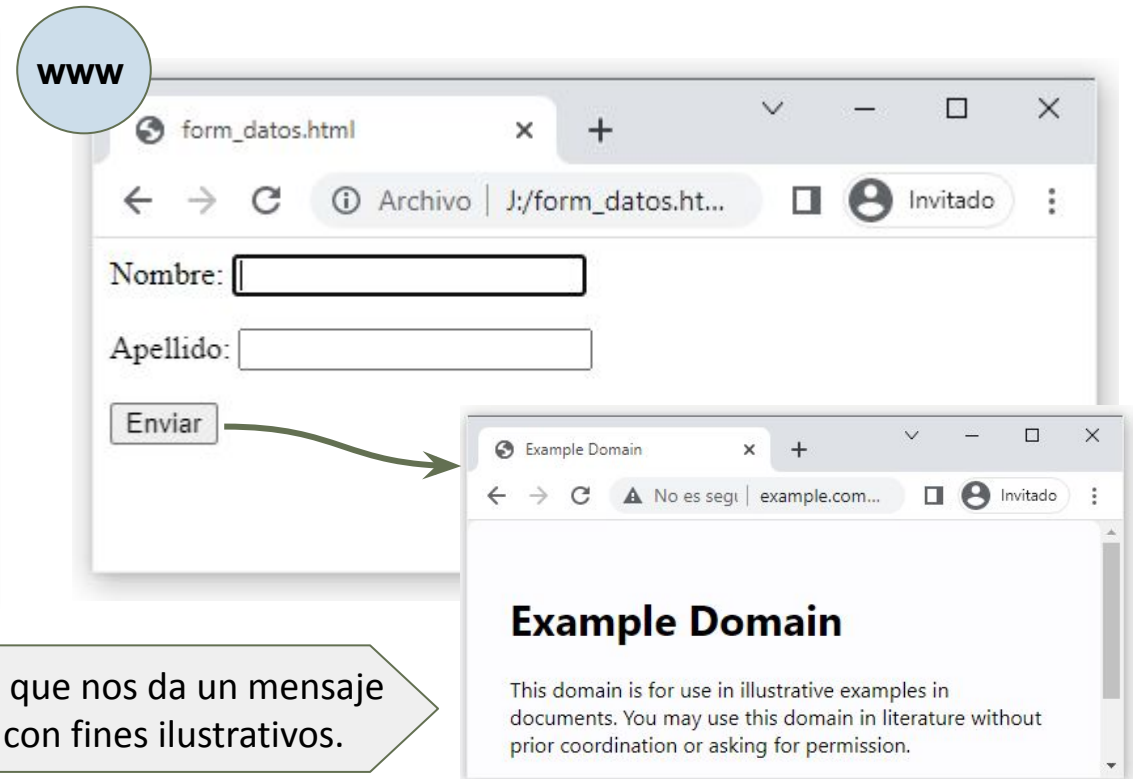 www
form_datos.html
Archivo | J:/form_datos.ht...
Invitado
Nombre:
Apellido:
Enviar
Example Domain
No es segu | example.com...
Invitado
Example Domain
This domain is for use in illustrative examples in
documents. You may use this domain in literature without
prior coordination or asking for permission.
que nos da un mensaje
con fines ilustrativos.